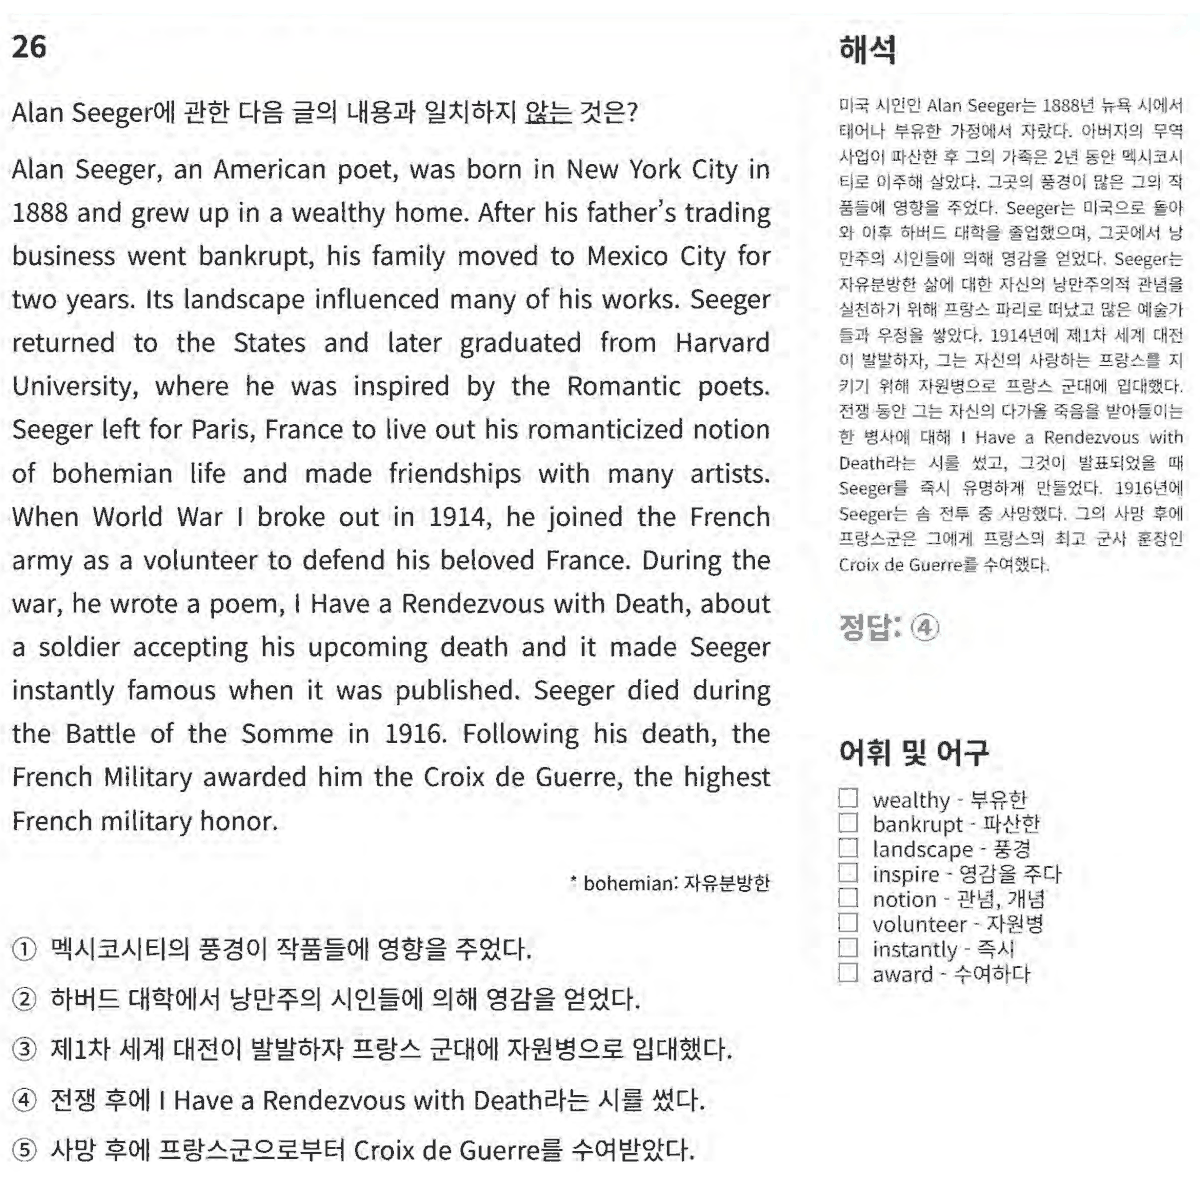 26
Alan Seeger에 관한 다음 글의 내용과 일치하지 않는 것은?
Alan Seeger, an American poet, was born in New York City in
1888 and grew up in a wealthy home. After his father's trading
business went bankrupt, his family moved to Mexico City for
two years. Its landscape influenced many of his works. Seeger
returned to the States and later graduated from Harvard
University, where he was inspired by the Romantic poets.
Seeger left for Paris, France to live out his romanticized notion
of bohemian life and made friendships with many artists.
When World War I broke out in 1914, he joined the French
army as a volunteer to defend his beloved France. During the
war, he wrote a poem, I Have a Rendezvous with Death, about
a soldier accepting his upcoming death and it made Seeger
instantly famous when it was published. Seeger died during
the Battle of the Somme in 1916. Following his death, the
French Military awarded him the Croix de Guerre, the highest
French military honor.
* bohemian: 자유분방한
① 멕시코시티의 풍경이 작품들에 영향을 주었다.
② 하버드 대학에서 낭만주의 시인들에 의해 영감을 얻었다.
③ 제1차 세계 대전이 발발하자 프랑스 군대에 자원병으로 입대했다.
④ 전쟁 후에 I Have a Rendezvous with Death라는 시를 썼다.
⑤ 사망 후에 프랑스군으로부터 Croix de Guerre를 수여받았다.
해석
미국 시인인 Alan Seeger는 1888년 뉴욕 시에서
태어나 부유한 가정에서 자랐다. 아버지의 무역
사업이 파산한 후 그의 가족은 2년 동안 멕시코시
티로 이주해 살았다. 그곳의 풍경이 많은 그의 작
품들에 영향을 주었다. Seeger는 미국으로 돌아
와 이후 하버드 대학을 졸업했으며, 그곳에서 낭
만주의 시인들에 의해 영감을 얻었다. Seeger는
자유분방한 삶에 대한 자신의 낭만주의적 관념을
실천하기 위해 프랑스 파리로 떠났고 많은 예술가
들과 우정을 쌓았다. 1914년에 제1차 세계 대전
이 발발하자, 그는 자신의 사랑하는 프랑스를 지
키기 위해 자원병으로 프랑스 군대에 입대했다.
전쟁 동안 그는 자신의 다가올 죽음을 받아들이는
한 병사에 대해 I Have a Rendezvous with
Death라는 시를 썼고, 그것이 발표되었을 때
Seeger를 즉시 유명하게 만들었다. 1916년에
Seeger는 솜 전투 중 사망했다. 그의 사망 후에
프랑스군은 그에게 프랑스의 최고 군사 훈장인
Croix de Guerre를 수여했다.
정답: ④
어휘 및 어구
□ wealthy - 부유한
□ bankrupt - 파산한
□ landscape - 풍경
□ inspire - 영감을 주다
□ notion - 관념, 개념
□ volunteer - 자원병
□ instantly - 즉시
□ award - 수여하다